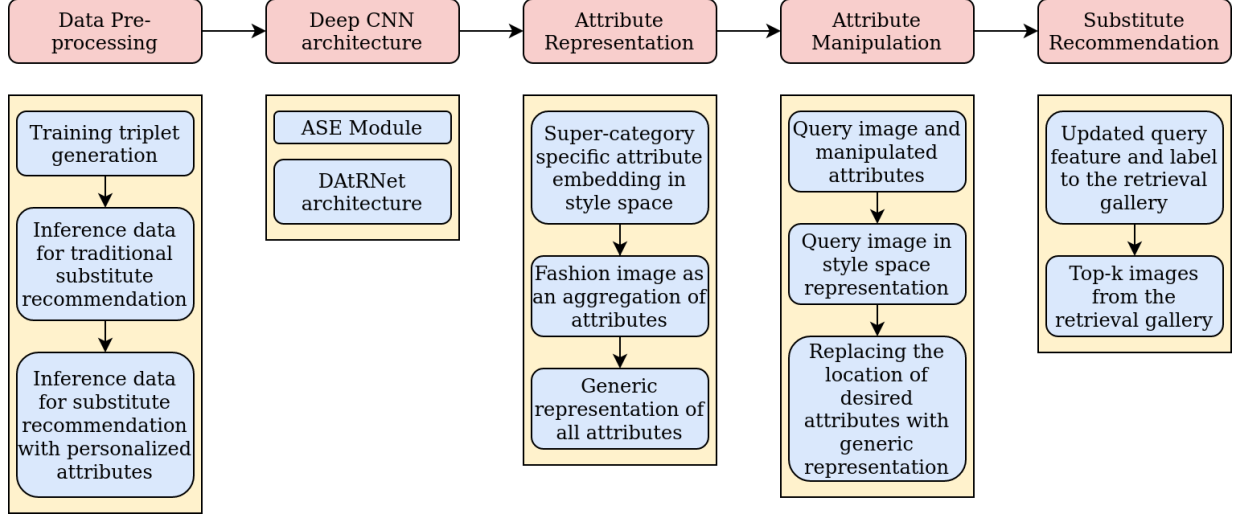 Data Pre-
processing
Deep CNN
architecture
Attribute
Representation
Attribute
Manipulation
Substitute
Recommendation
Training triplet
generation
Inference data
for traditional
substitute
recommendation
Inference data
for substitute
recommendation
with personalized
attributes
ASE Module
DAtRNet
architecture
Super-category
specific attribute
embedding in
style space
Fashion image as
an aggregation of
attributes
Generic
representation of
all attributes
Query image and
manipulated
attributes
Query image in
style space
representation
Replacing the
location of
desired
attributes with
generic
representation
Updated query
feature and label
to the retrieval
gallery
Top-k images
from the
retrieval gallery